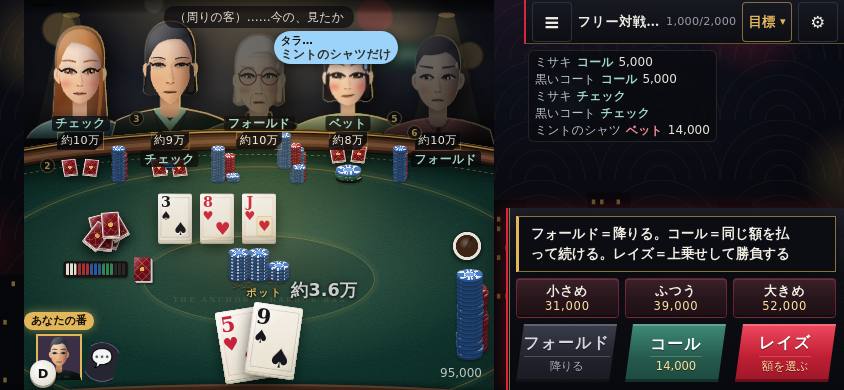 （周りの客）……今の、見たか
タラ…
ミントのシャツだけ
チェック
約10万
3
約9万
チェック
フォールド
約10万
ベット
約8万
5
6
約10万
フォールド
2
3
8
J
ポット 約3.6万
5
9
あなたの番
D
95,000
フリー対戦… 1,000/2,000
目標 ▾
ミサキ コール 5,000
黒いコート コール 5,000
ミサキ チェック
黒いコート チェック
ミントのシャツ ベット 14,000
フォールド＝降りる。コール＝同じ額を払
って続ける。レイズ＝上乗せして勝負する
小さめ
31,000
ふつう
39,000
大きめ
52,000
フォールド
降りる
コール
14,000
レイズ
額を選ぶ